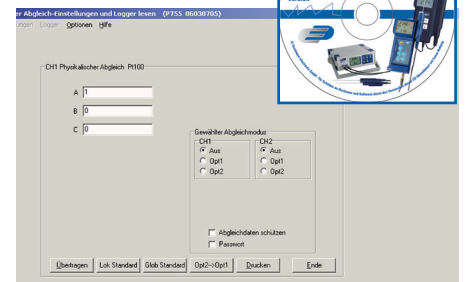 er Abgleich-Einstellungen und Logger lesen (P755 06030705)
ungen Logger Optionen Hilfe
CH1 Physikalischer Abgleich Pt100
A 1
B 0
C 0
Gewählter Abgleichmodus
CH1 CH2
Aus Aus
Opt1 Opt1
Opt2 Opt2
Abgleichdaten schützen
Passwort
Übertragen Lok Standard Glob Standard Opt2->Opt1 Drucken Ende